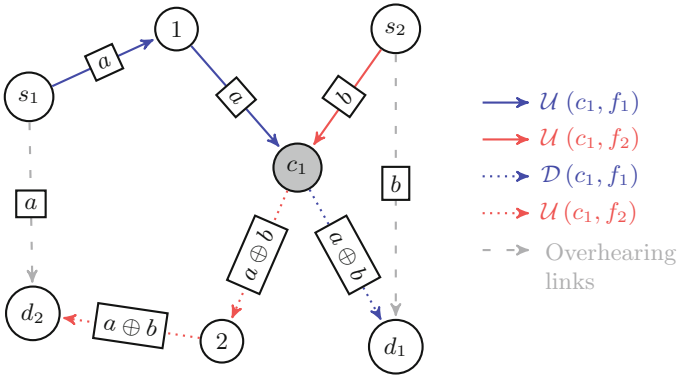 1
s₂
a
s₁
a
b
c₁
a
b
a ⊕ b
a ⊕ b
d₂
a ⊕ b
2
d₁
𝒰 (c₁, f₁)
𝒰 (c₁, f₂)
𝒟 (c₁, f₁)
𝒰 (c₁, f₂)
Overhearing
links